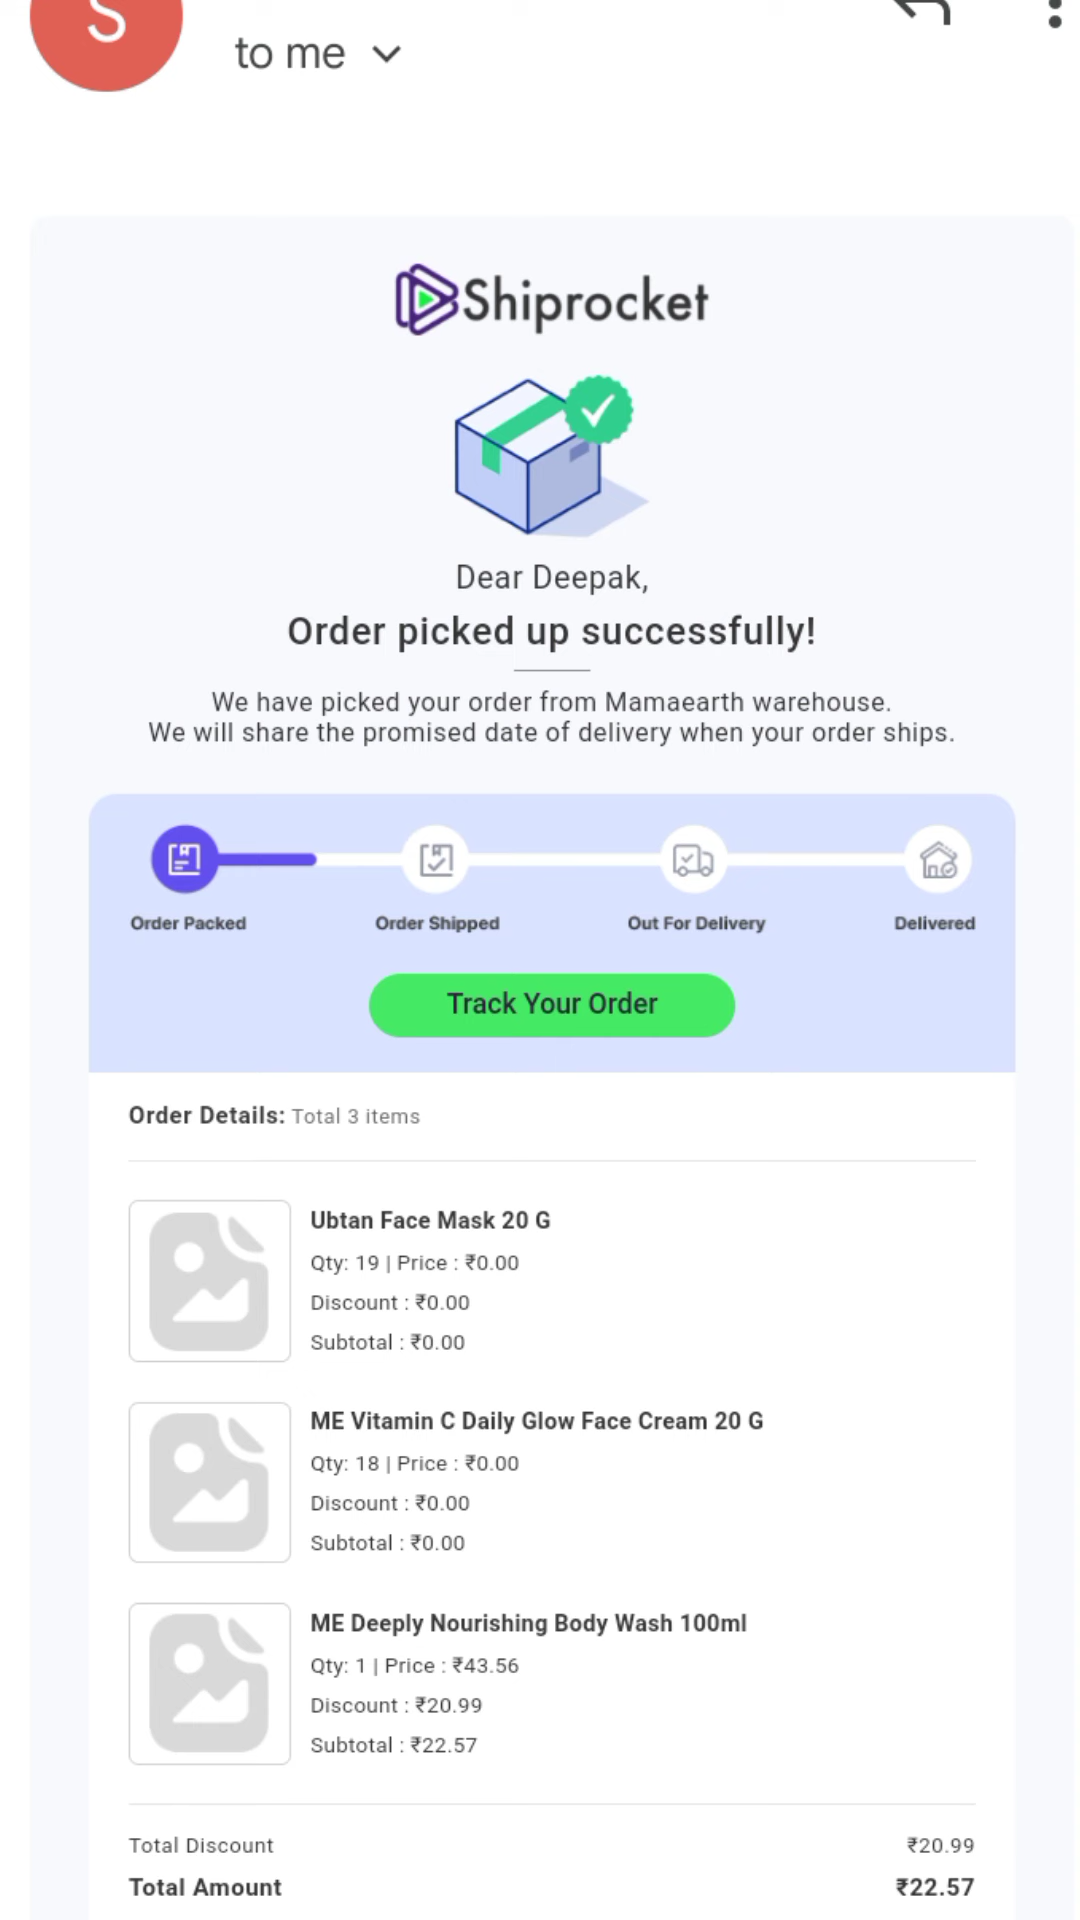 S
to me
Shiprocket
Dear Deepak,
Order picked up successfully!
We have picked your order from Mamaearth warehouse.
We will share the promised date of delivery when your order ships.
Order Packed Order Shipped Out For Delivery Delivered
Track Your Order
Order Details: Total 3 items
Ubtan Face Mask 20 G
Qty: 19 | Price : ₹0.00
Discount : ₹0.00
Subtotal : ₹0.00
ME Vitamin C Daily Glow Face Cream 20 G
Qty: 18 | Price : ₹0.00
Discount : ₹0.00
Subtotal : ₹0.00
ME Deeply Nourishing Body Wash 100ml
Qty: 1 | Price : ₹43.56
Discount : ₹20.99
Subtotal : ₹22.57
Total Discount ₹20.99
Total Amount ₹22.57